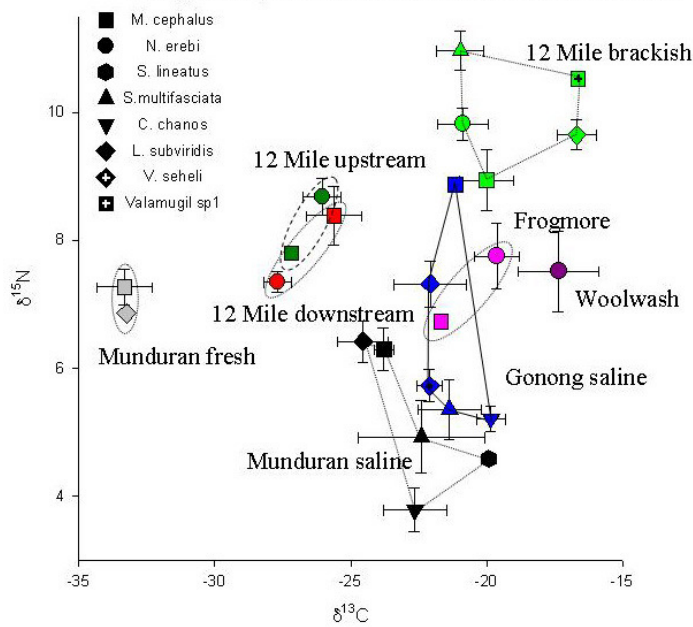 M. cephalus
N. erebi
S. lineatus
S.multifasciata
C. chanos
L. subviridis
V. seheli
Valamugil sp1
12 Mile brackish
12 Mile upstream
Frogmore
Woolwash
12 Mile downstream
Munduran fresh
Gonong saline
Munduran saline
10
8
6
4
δ15N
-35 -30 -25 -20 -15
δ13C